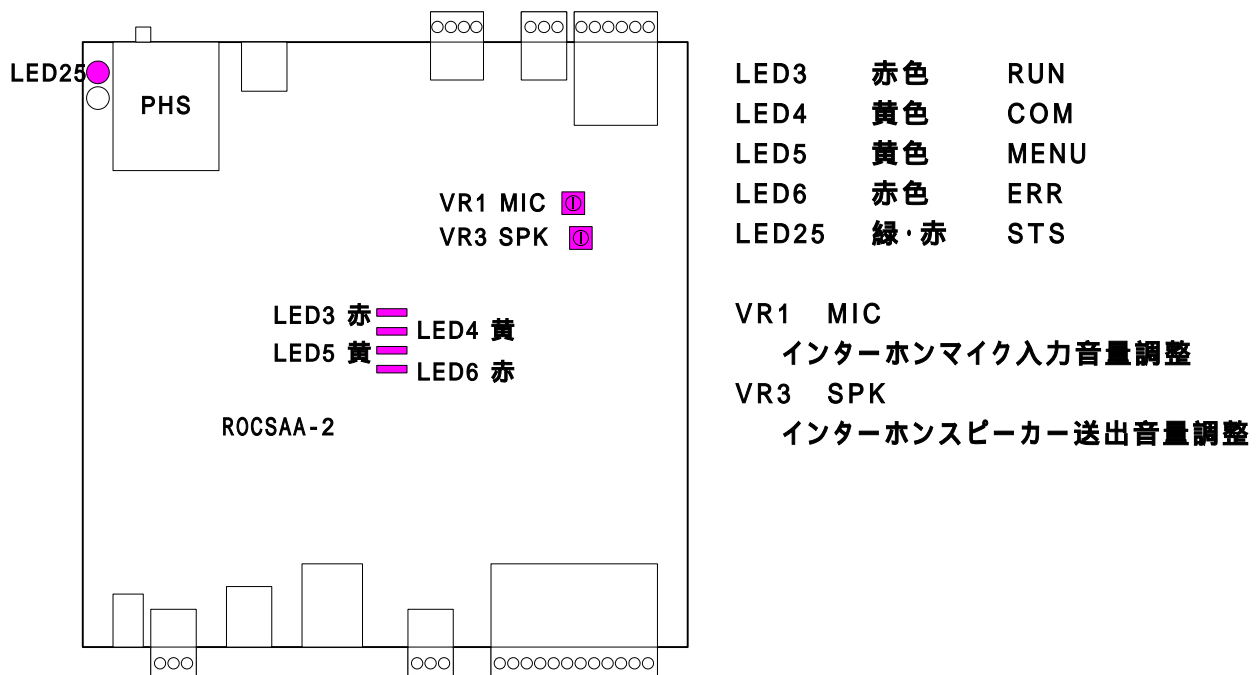 LED25
PHS
VR1 MIC
VR3 SPK
LED3 赤
LED4 黄
LED5 黄
LED6 赤
ROCSAA-2
LED3 赤色 RUN
LED4 黄色 COM
LED5 黄色 MENU
LED6 赤色 ERR
LED25 緑・赤 STS
VR1 MIC
インターホンマイク入力音量調整
VR3 SPK
インターホンスピーカー送出音量調整